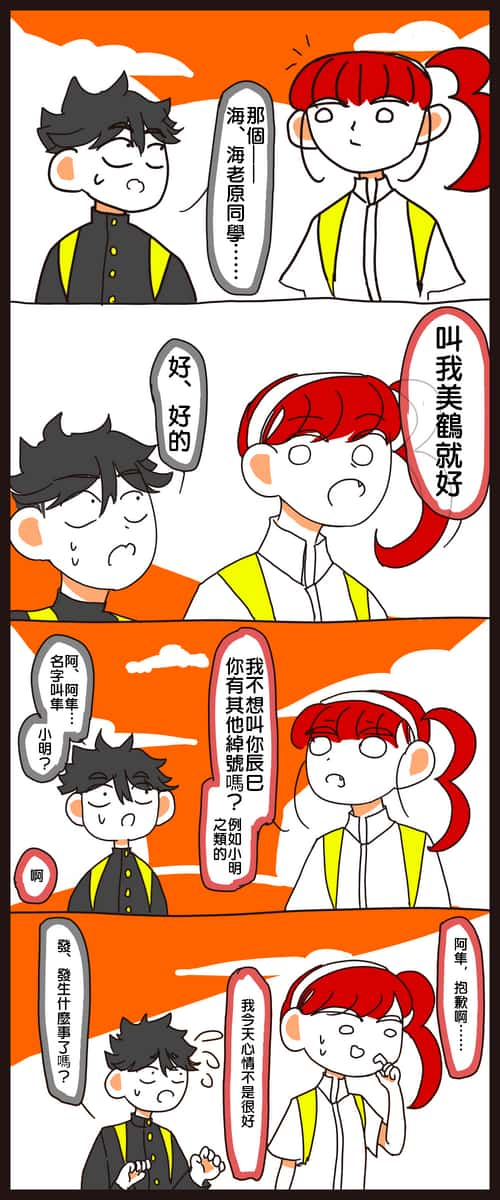 那個——
海、海老原同學……
叫我美鶴就好
好、好的
我不想叫你辰巳
你有其他綽號嗎？
例如小明
之類的
阿、阿隼…
名字叫隼
小明？
啊
阿隼，抱歉啊……
我今天心情不是很好
發、發生什麼事了嗎？